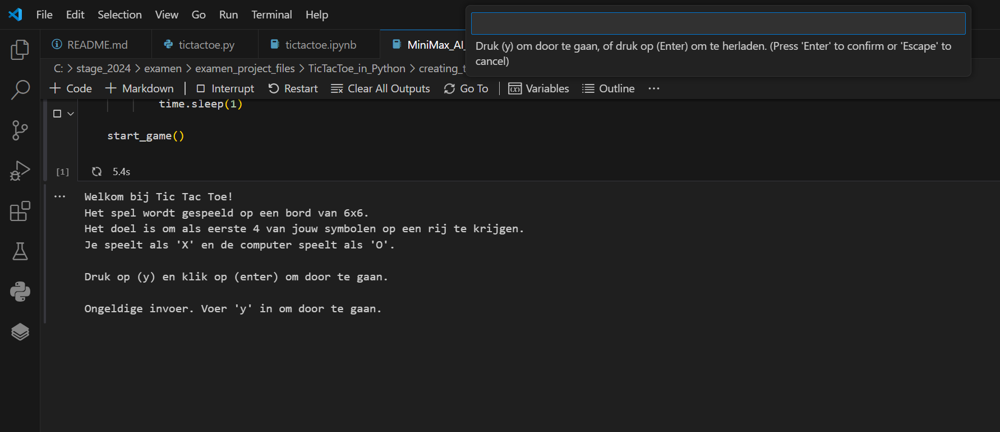 File Edit Selection View Go Run Terminal Help
Druk (y) om door te gaan, of druk op (Enter) om te herladen. (Press 'Enter' to confirm or 'Escape' to
cancel)
README.md tictactoe.py tictactoe.ipynb MiniMax_AI_
C: > stage_2024 > examen > examen_project_files > TicTacToe_in_Python > creating_t
+ Code + Markdown Interrupt Restart Clear All Outputs Go To Variables Outline ...
time.sleep(1)
start_game()
[1] 5.4s
... Welkom bij Tic Tac Toe!
Het spel wordt gespeeld op een bord van 6x6.
Het doel is om als eerste 4 van jouw symbolen op een rij te krijgen.
Je speelt als 'X' en de computer speelt als 'O'.
Druk op (y) en klik op (enter) om door te gaan.
Ongeldige invoer. Voer 'y' in om door te gaan.